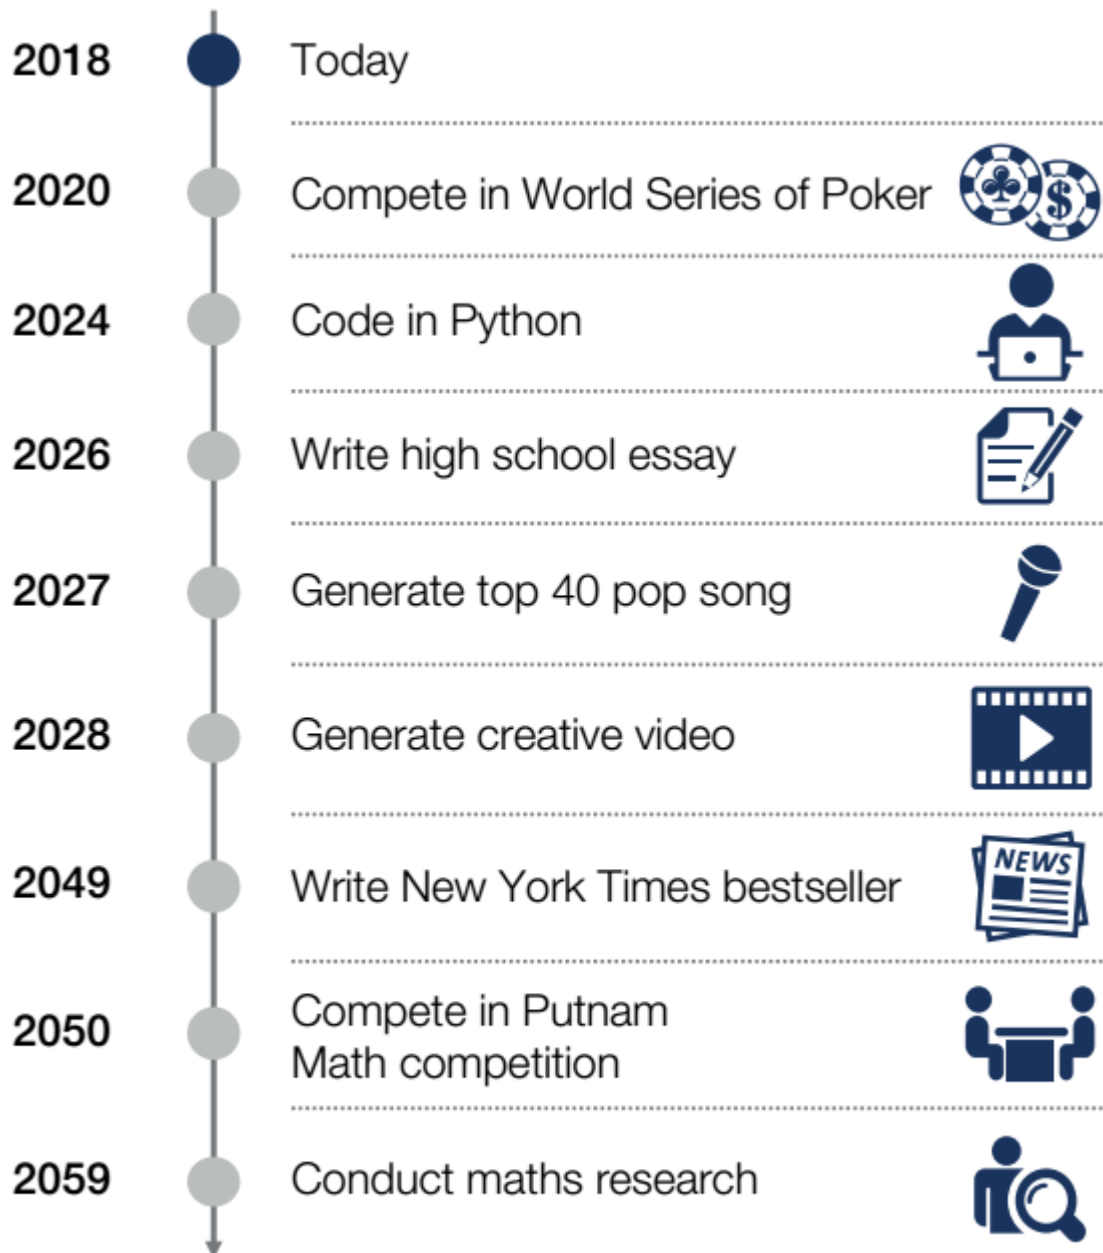 2018 Today
2020 Compete in World Series of Poker
$
2024 Code in Python
2026 Write high school essay
2027 Generate top 40 pop song
2028 Generate creative video
2049 Write New York Times bestseller
NEWS
2050 Compete in Putnam
Math competition
2059 Conduct maths research